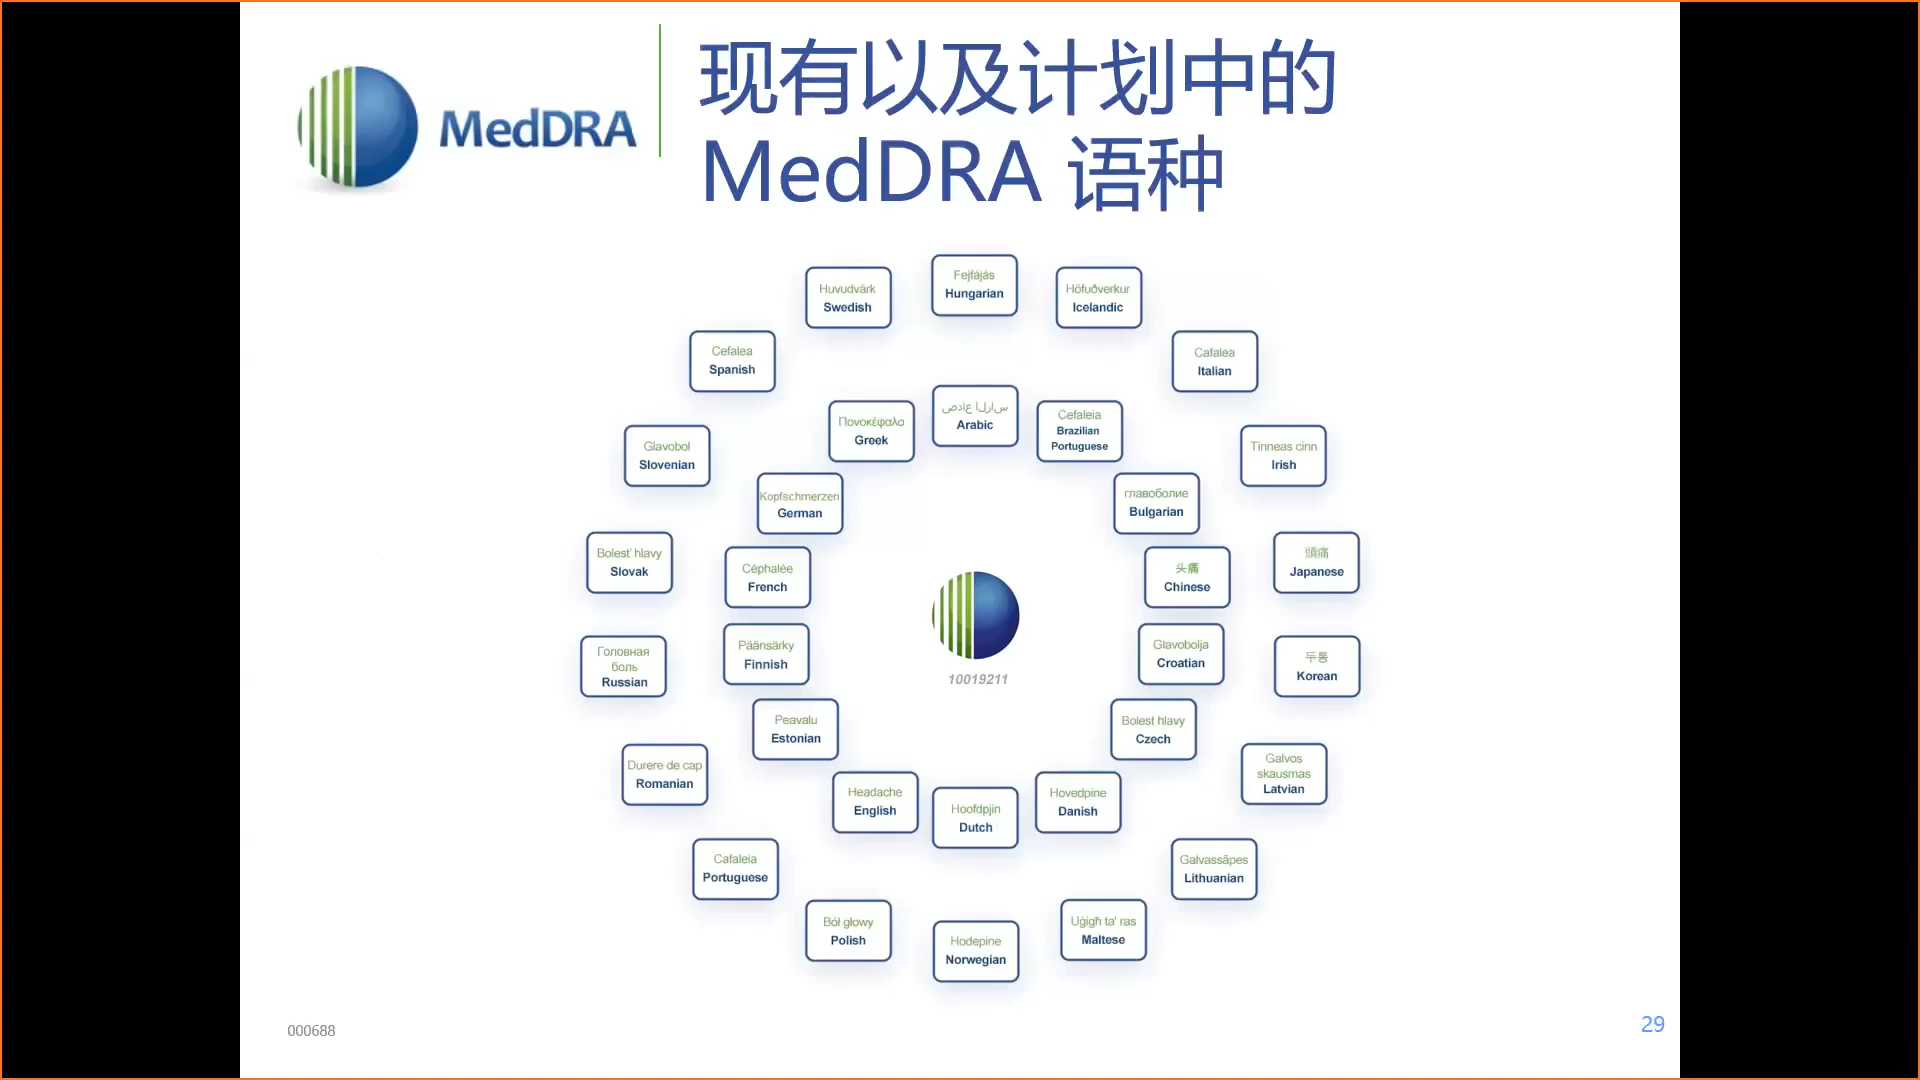 MedDRA
现有以及计划中的
MedDRA 语种
Fejfájás
Hungarian
Höfuðverkur
Icelandic
Cafalea
Italian
Tinneas cinn
Irish
頭痛
Japanese
두통
Korean
Galvos
skausmas
Latvian
Galvassāpes
Lithuanian
Uġigħ ta' ras
Maltese
Hodepine
Norwegian
Ból głowy
Polish
Cafaleia
Portuguese
Durere de cap
Romanian
Головная
боль
Russian
Bolesť hlavy
Slovak
Glavobol
Slovenian
Cefalea
Spanish
Huvudvärk
Swedish
صداع الراس
Arabic
Cefaleia
Brazilian
Portuguese
главоболие
Bulgarian
头痛
Chinese
Glavobolja
Croatian
Bolest hlavy
Czech
Hovedpine
Danish
Hoofdpjin
Dutch
Headache
English
Peavalu
Estonian
Päänsärky
Finnish
Céphalée
French
Kopfschmerzen
German
Πονοκέφαλο
Greek
10019211
000688
29